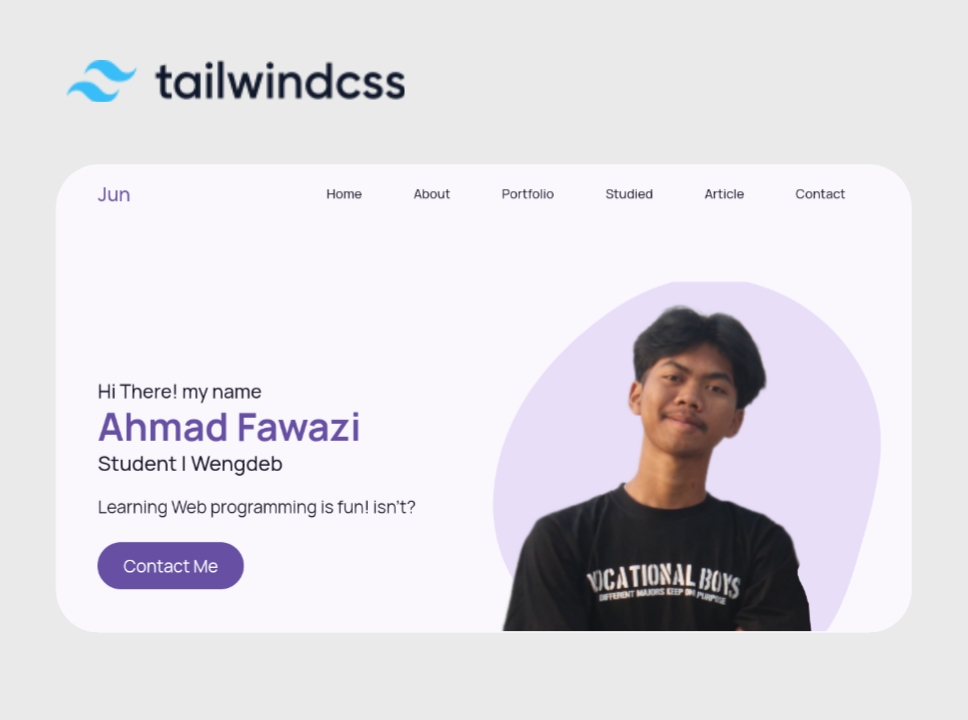 tailwindcss
Jun
Home About Portfolio Studied Article Contact
Hi There! my name
Ahmad Fawazi
Student | Wengdeb
Learning Web programming is fun! isn't?
Contact Me
VOCATIONAL BOYS
DIFFERENT MAJORS KEEP ON PURPOSE